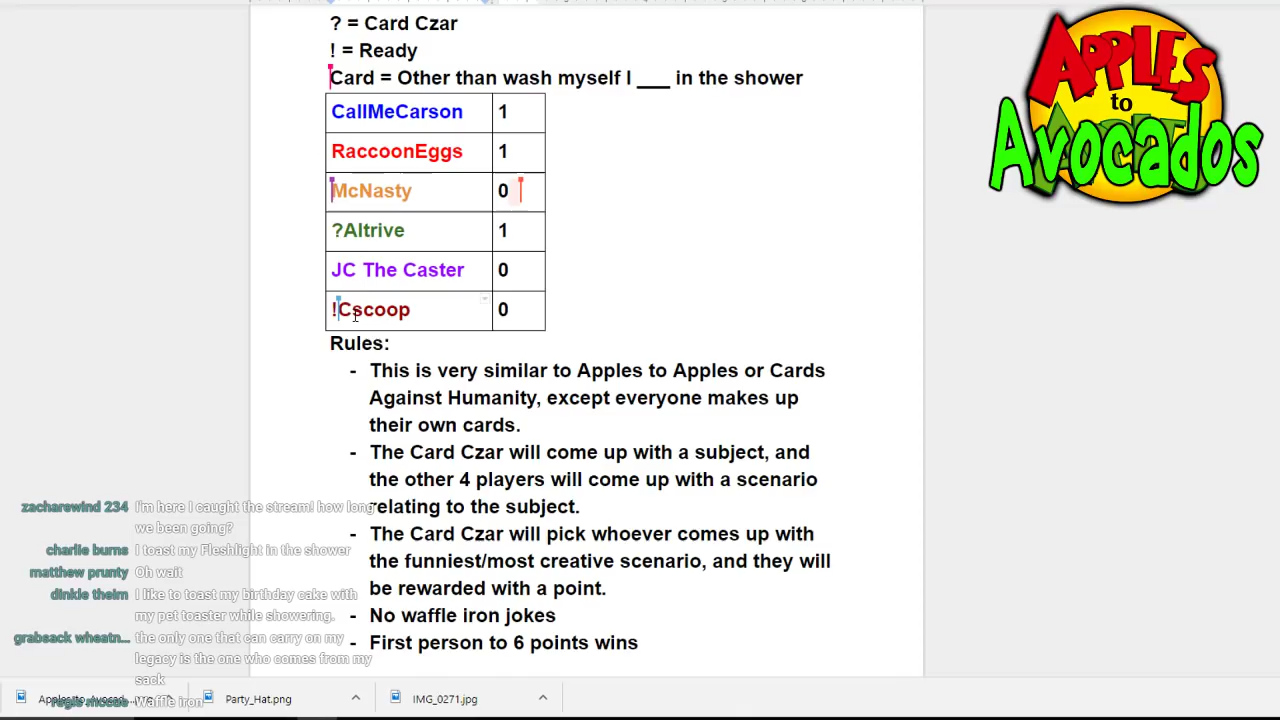 ? = Card Czar
! = Ready
Card = Other than wash myself I ___ in the shower
CallMeCarson 1
RaccoonEggs 1
McNasty 0
?Altrive 1
JC The Caster 0
!Cscoop 0
Rules:
- This is very similar to Apples to Apples or Cards
Against Humanity, except everyone makes up
their own cards.
- The Card Czar will come up with a subject, and
the other 4 players will come up with a scenario
relating to the subject.
- The Card Czar will pick whoever comes up with
the funniest/most creative scenario, and they will
be rewarded with a point.
- No waffle iron jokes
- First person to 6 points wins
APPLES
to
Avocados
zacharewind 234 I'm here I caught the stream! how long
we been going?
charlie burns I toast my Fleshlight in the shower
matthew prunty Oh wait
dinkle theim I like to toast my birthday cake with
my pet toaster while showering.
grabsack wheatn... the only one that can carry on my
legacy is the one who comes from my
sack
Waffle iron
Party_Hat.png
IMG_0271.jpg